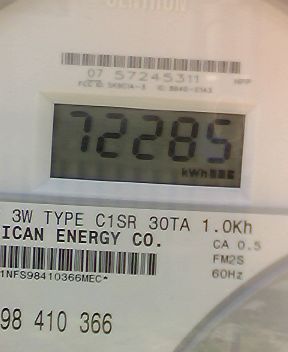 CENTRON
07 57245311
72285
kWh
3W TYPE C1SR 30TA 1.0Kh
ICAN ENERGY CO.
CA 0.5
FM2S
60Hz
1NFS98410366MEC*
98 410 366